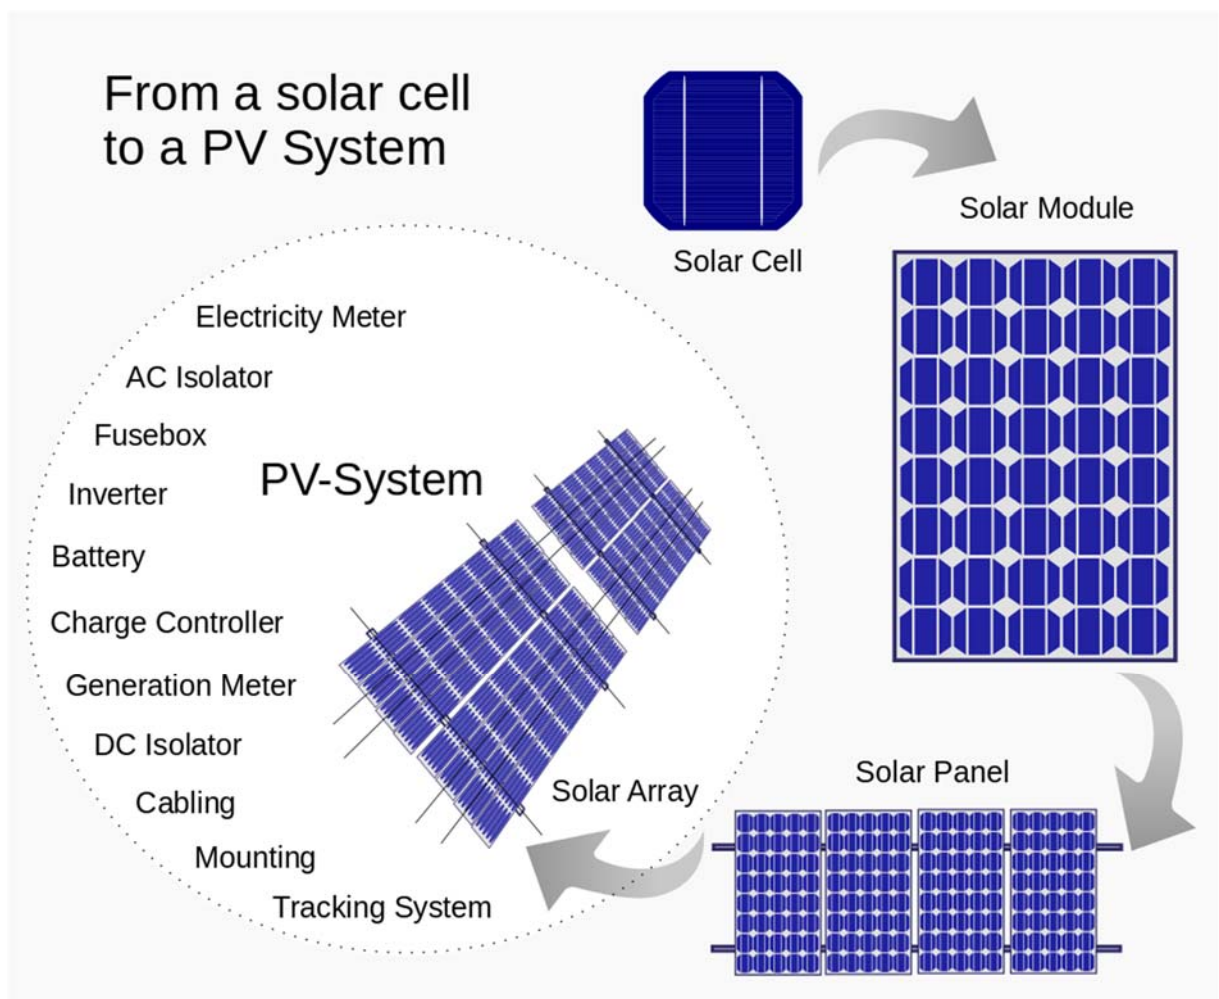 From a solar cell
to a PV System
Solar Cell
Solar Module
Electricity Meter
AC Isolator
Fusebox
PV-System
Inverter
Battery
Charge Controller
Generation Meter
DC Isolator
Cabling
Mounting
Tracking System
Solar Array
Solar Panel